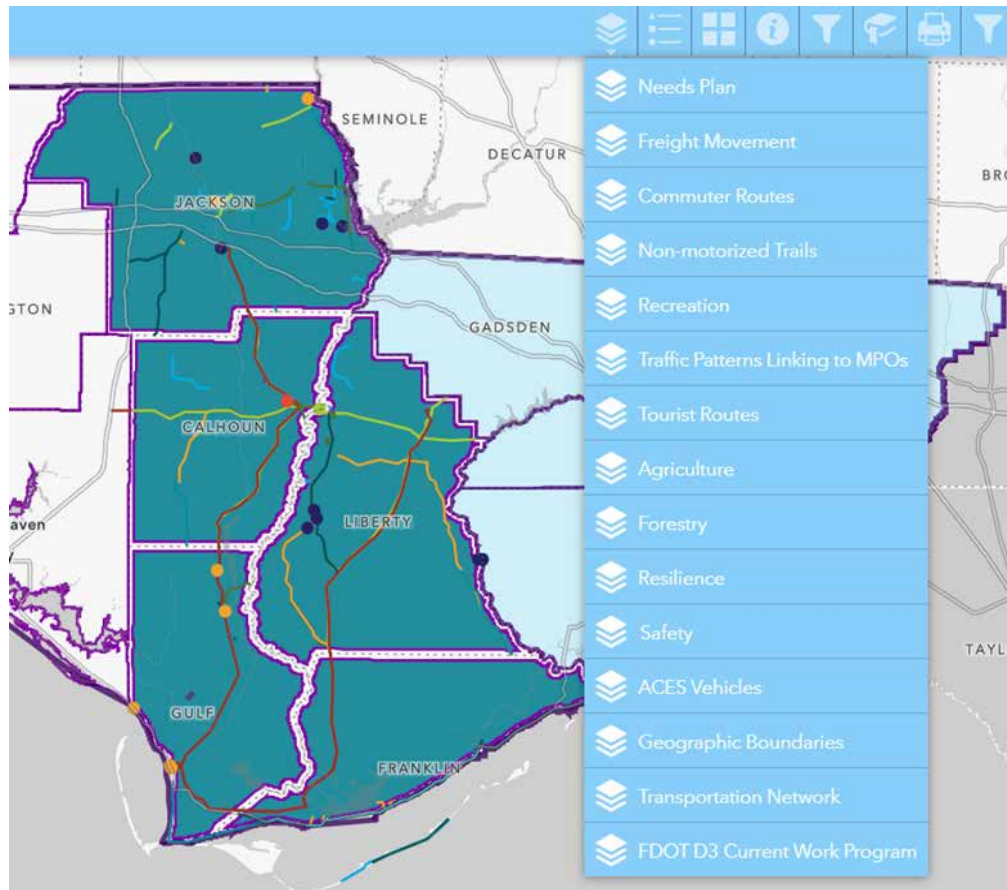 Needs Plan
Freight Movement
Commuter Routes
Non-motorized Trails
Recreation
Traffic Patterns Linking to MPOs
Tourist Routes
Agriculture
Forestry
Resilience
Safety
ACES Vehicles
Geographic Boundaries
Transportation Network
FDOT D3 Current Work Program
SEMINOLE
DECATUR
BRO
JACKSON
GTON
GADSDEN
CALHOUN
LIBERTY
aven
TAYL
GULF
FRANKLIN